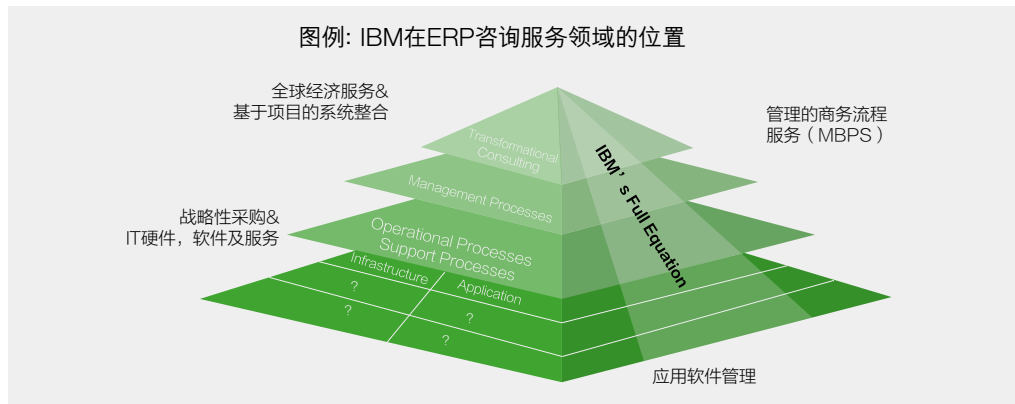 图例: IBM在ERP咨询服务领域的位置
全球经济服务&
基于项目的系统整合
管理的商务流程
服务（MBPS）
Transformational
Consulting
IBM’s Full Equation
Management Processes
战略性采购&
IT硬件，软件及服务
Operational Processes
Support Processes
Infrastructure
Application
?
?
?
?
应用软件管理